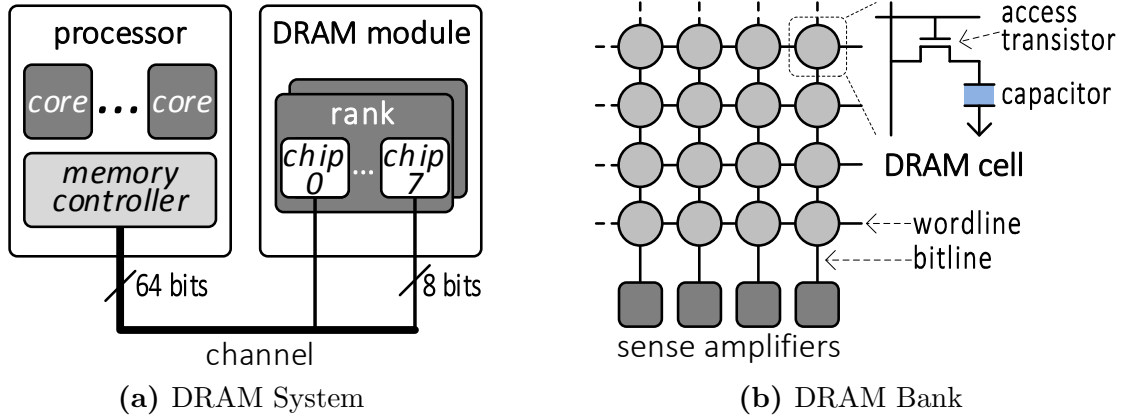 processor
core ... core
memory
controller
DRAM module
rank
chip
0
...
chip
7
64 bits
8 bits
channel
(a) DRAM System
access
transistor
capacitor
DRAM cell
wordline
bitline
sense amplifiers
(b) DRAM Bank